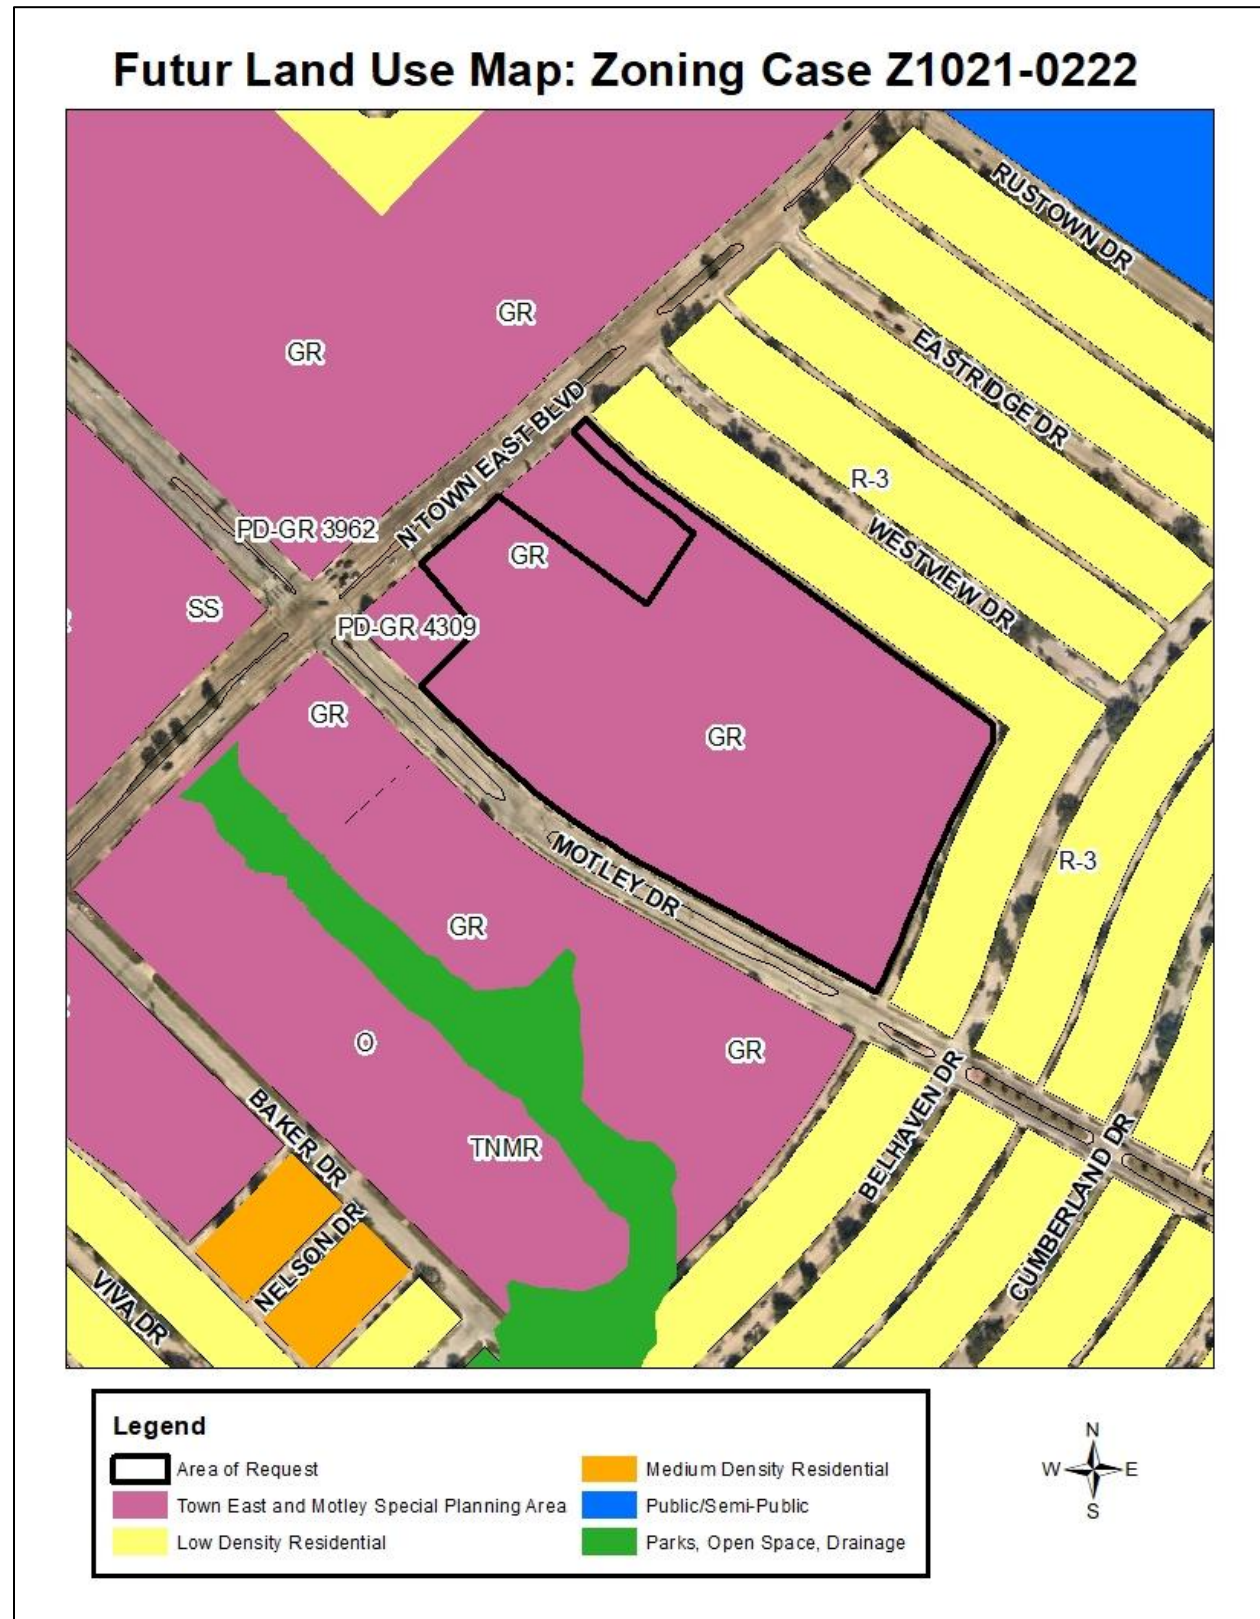 Futur Land Use Map: Zoning Case Z1021-0222
RUSTOWN DR
GR
GR
EASTRIDGE DR
N TOWN EAST BLVD
R-3
PD-GR 3962
GR
WESTVIEW DR
SS
PD-GR 4309
GR
GR
MOTLEY DR
R-3
GR
O
GR
BAKER DR
TNMR
BELHAVEN DR
CUMBERLAND DR
NELSON DR
VIVA DR
Legend
Area of Request
Town East and Motley Special Planning Area
Low Density Residential
Medium Density Residential
Public/Semi-Public
Parks, Open Space, Drainage
N
W E
S